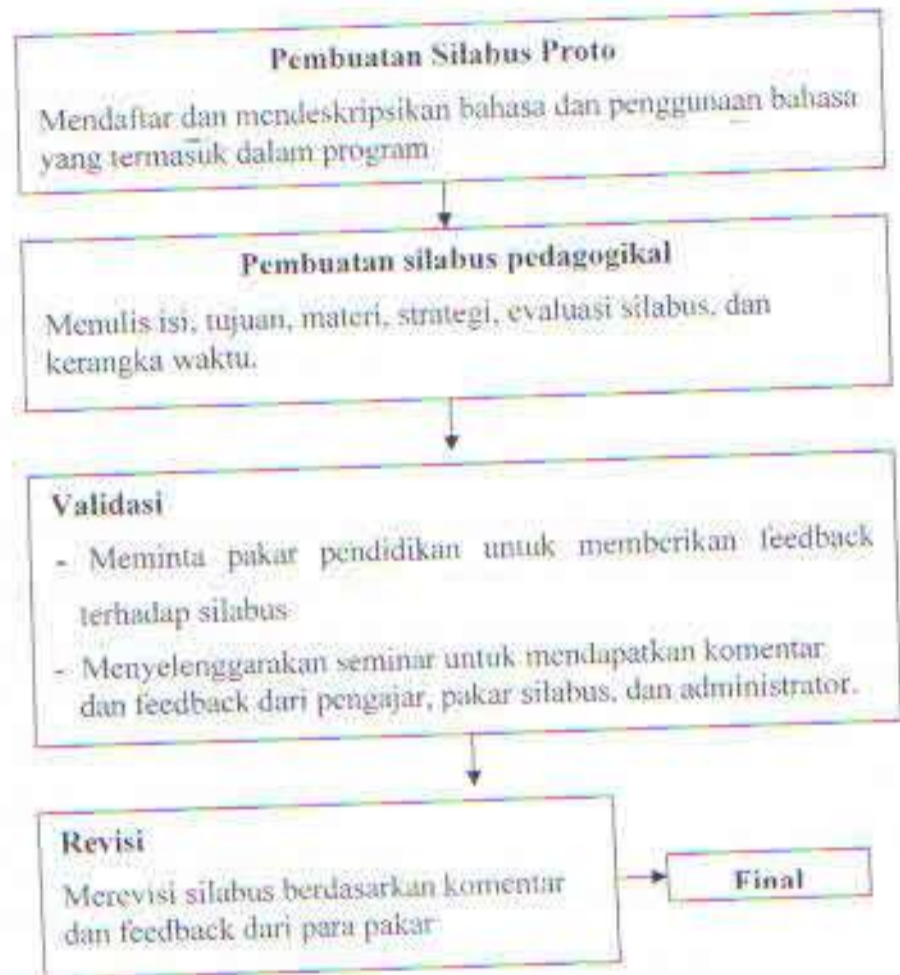 Pembuatan Silabus Proto
Mendaftar dan mendeskripsikan bahasa dan penggunaan bahasa
yang termasuk dalam program
Pembuatan silabus pedagogikal
Menulis isi, tujuan, materi, strategi, evaluasi silabus, dan
kerangka waktu.
Validasi
- Meminta pakar pendidikan untuk memberikan feedback
terhadap silabus
- Menyelenggarakan seminar untuk mendapatkan komentar
dan feedback dari pengajar, pakar silabus, dan administrator.
Revisi
Merevisi silabus berdasarkan komentar
dan feedback dari para pakar
Final